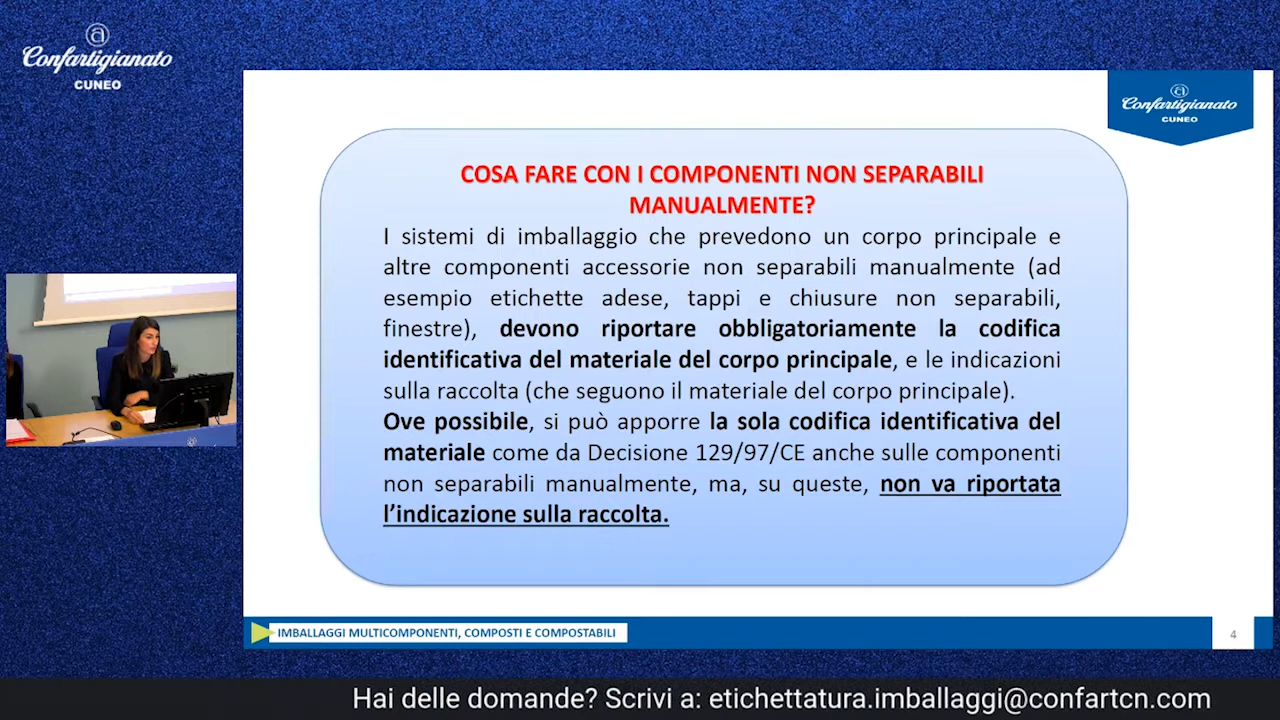 Confartigianato
CUNEO
Confartigianato
CUNEO
COSA FARE CON I COMPONENTI NON SEPARABILI
MANUALMENTE?
I sistemi di imballaggio che prevedono un corpo principale e
altre componenti accessorie non separabili manualmente (ad
esempio etichette adese, tappi e chiusure non separabili,
finestre), devono riportare obbligatoriamente la codifica
identificativa del materiale del corpo principale, e le indicazioni
sulla raccolta (che seguono il materiale del corpo principale).
Ove possibile, si può apporre la sola codifica identificativa del
materiale come da Decisione 129/97/CE anche sulle componenti
non separabili manualmente, ma, su queste, non va riportata
l’indicazione sulla raccolta.
IMBALLAGGI MULTICOMPONENTI, COMPOSTI E COMPOSTABILI
4
Hai delle domande? Scrivi a: etichettatura.imballaggi@confartcn.com